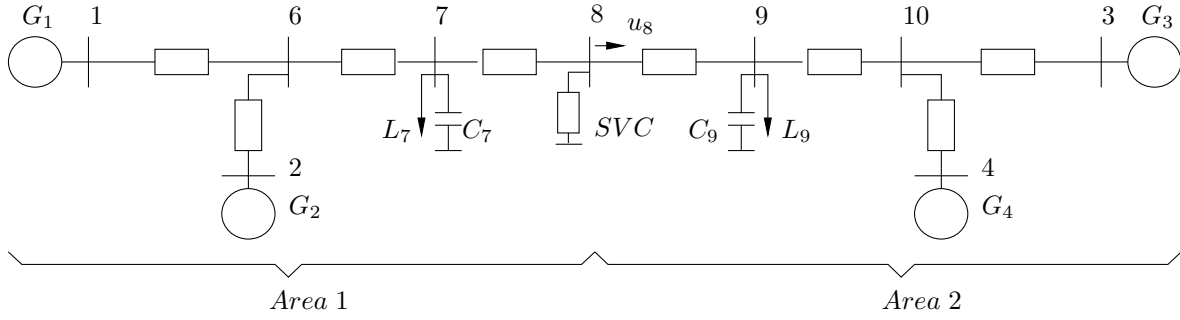 G₁ 1 6 7 8 u₈ 9 10 3 G₃
L₇ C₇ SVC C₉ L₉
2 4
G₂ G₄
Area 1 Area 2